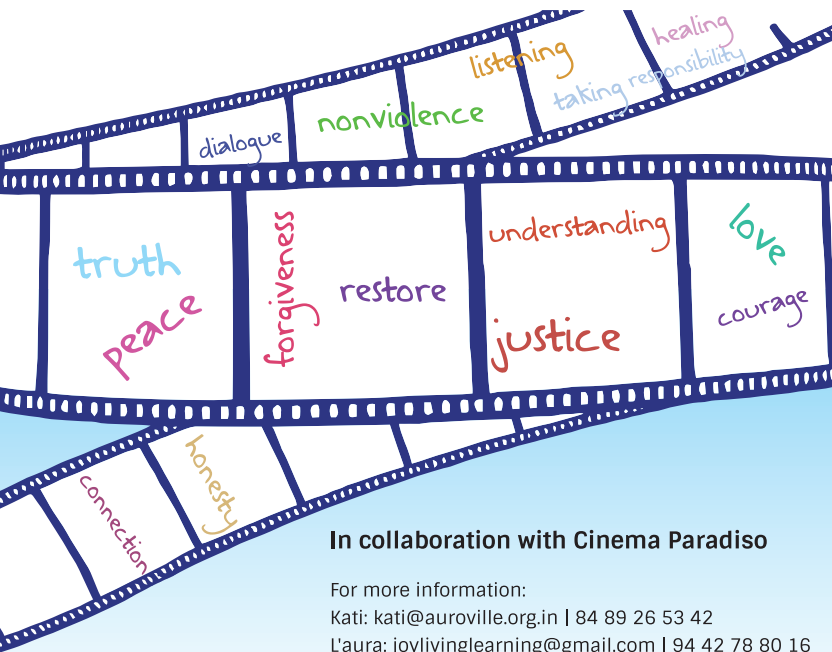 healing
listening
taking responsibility
nonviolence
dialogue
truth
peace
forgiveness
restore
understanding
justice
love
courage
honesty
connection
In collaboration with Cinema Paradiso
For more information:
Kati: kati@auroville.org.in | 84 89 26 53 42
L'aura: joylivinglearning@gmail.com | 94 42 78 80 16